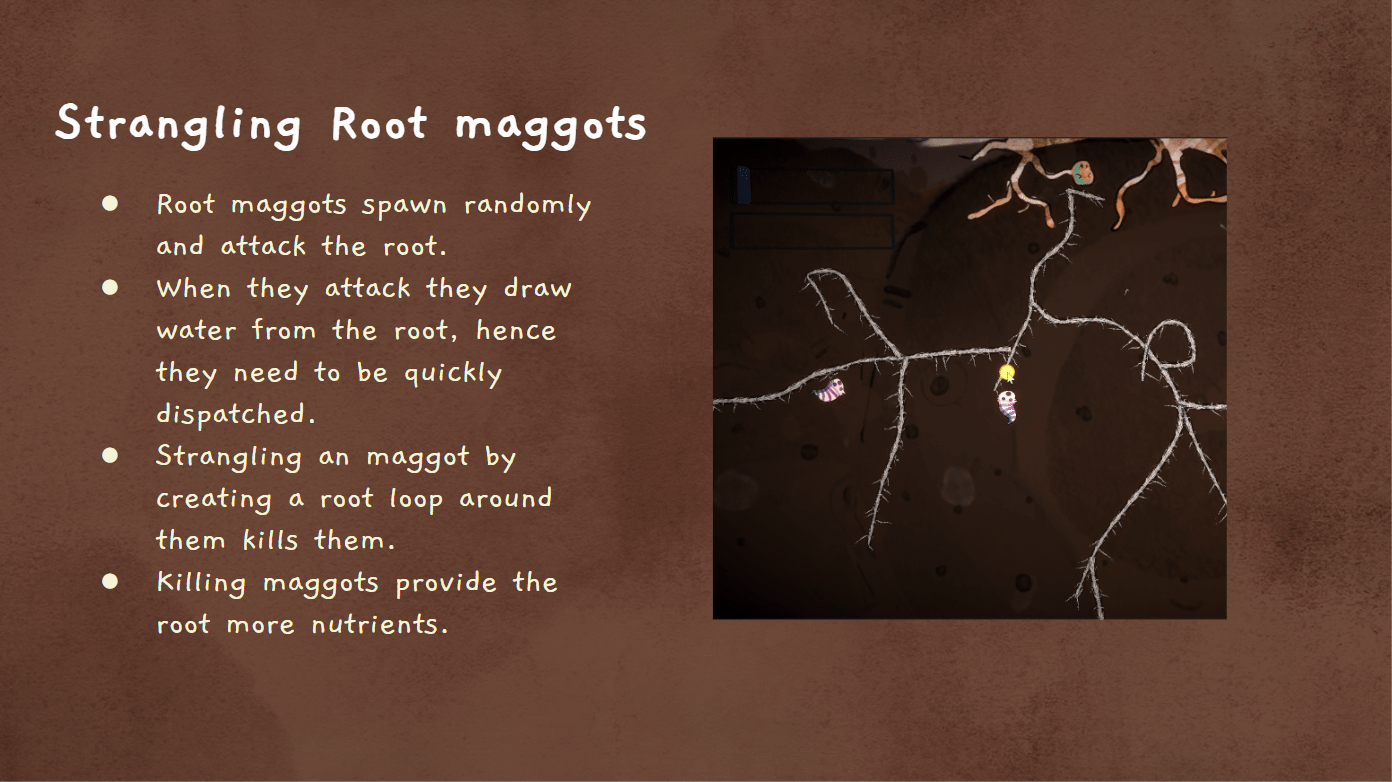 Strangling Root maggots
● Root maggots spawn randomly
and attack the root.
● When they attack they draw
water from the root, hence
they need to be quickly
dispatched.
● Strangling an maggot by
creating a root loop around
them kills them.
● Killing maggots provide the
root more nutrients.